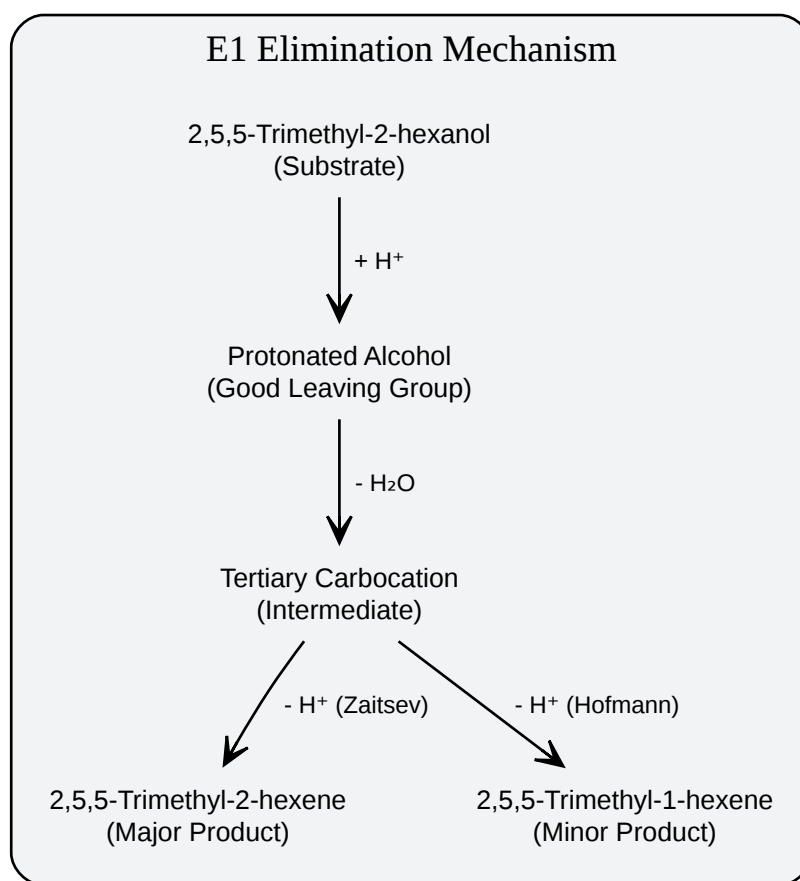 E1 Elimination Mechanism
2,5,5-Trimethyl-2-hexanol
(Substrate)
+ H⁺
Protonated Alcohol
(Good Leaving Group)
- H₂O
Tertiary Carbocation
(Intermediate)
- H⁺ (Zaitsev)
- H⁺ (Hofmann)
2,5,5-Trimethyl-2-hexene
(Major Product)
2,5,5-Trimethyl-1-hexene
(Minor Product)